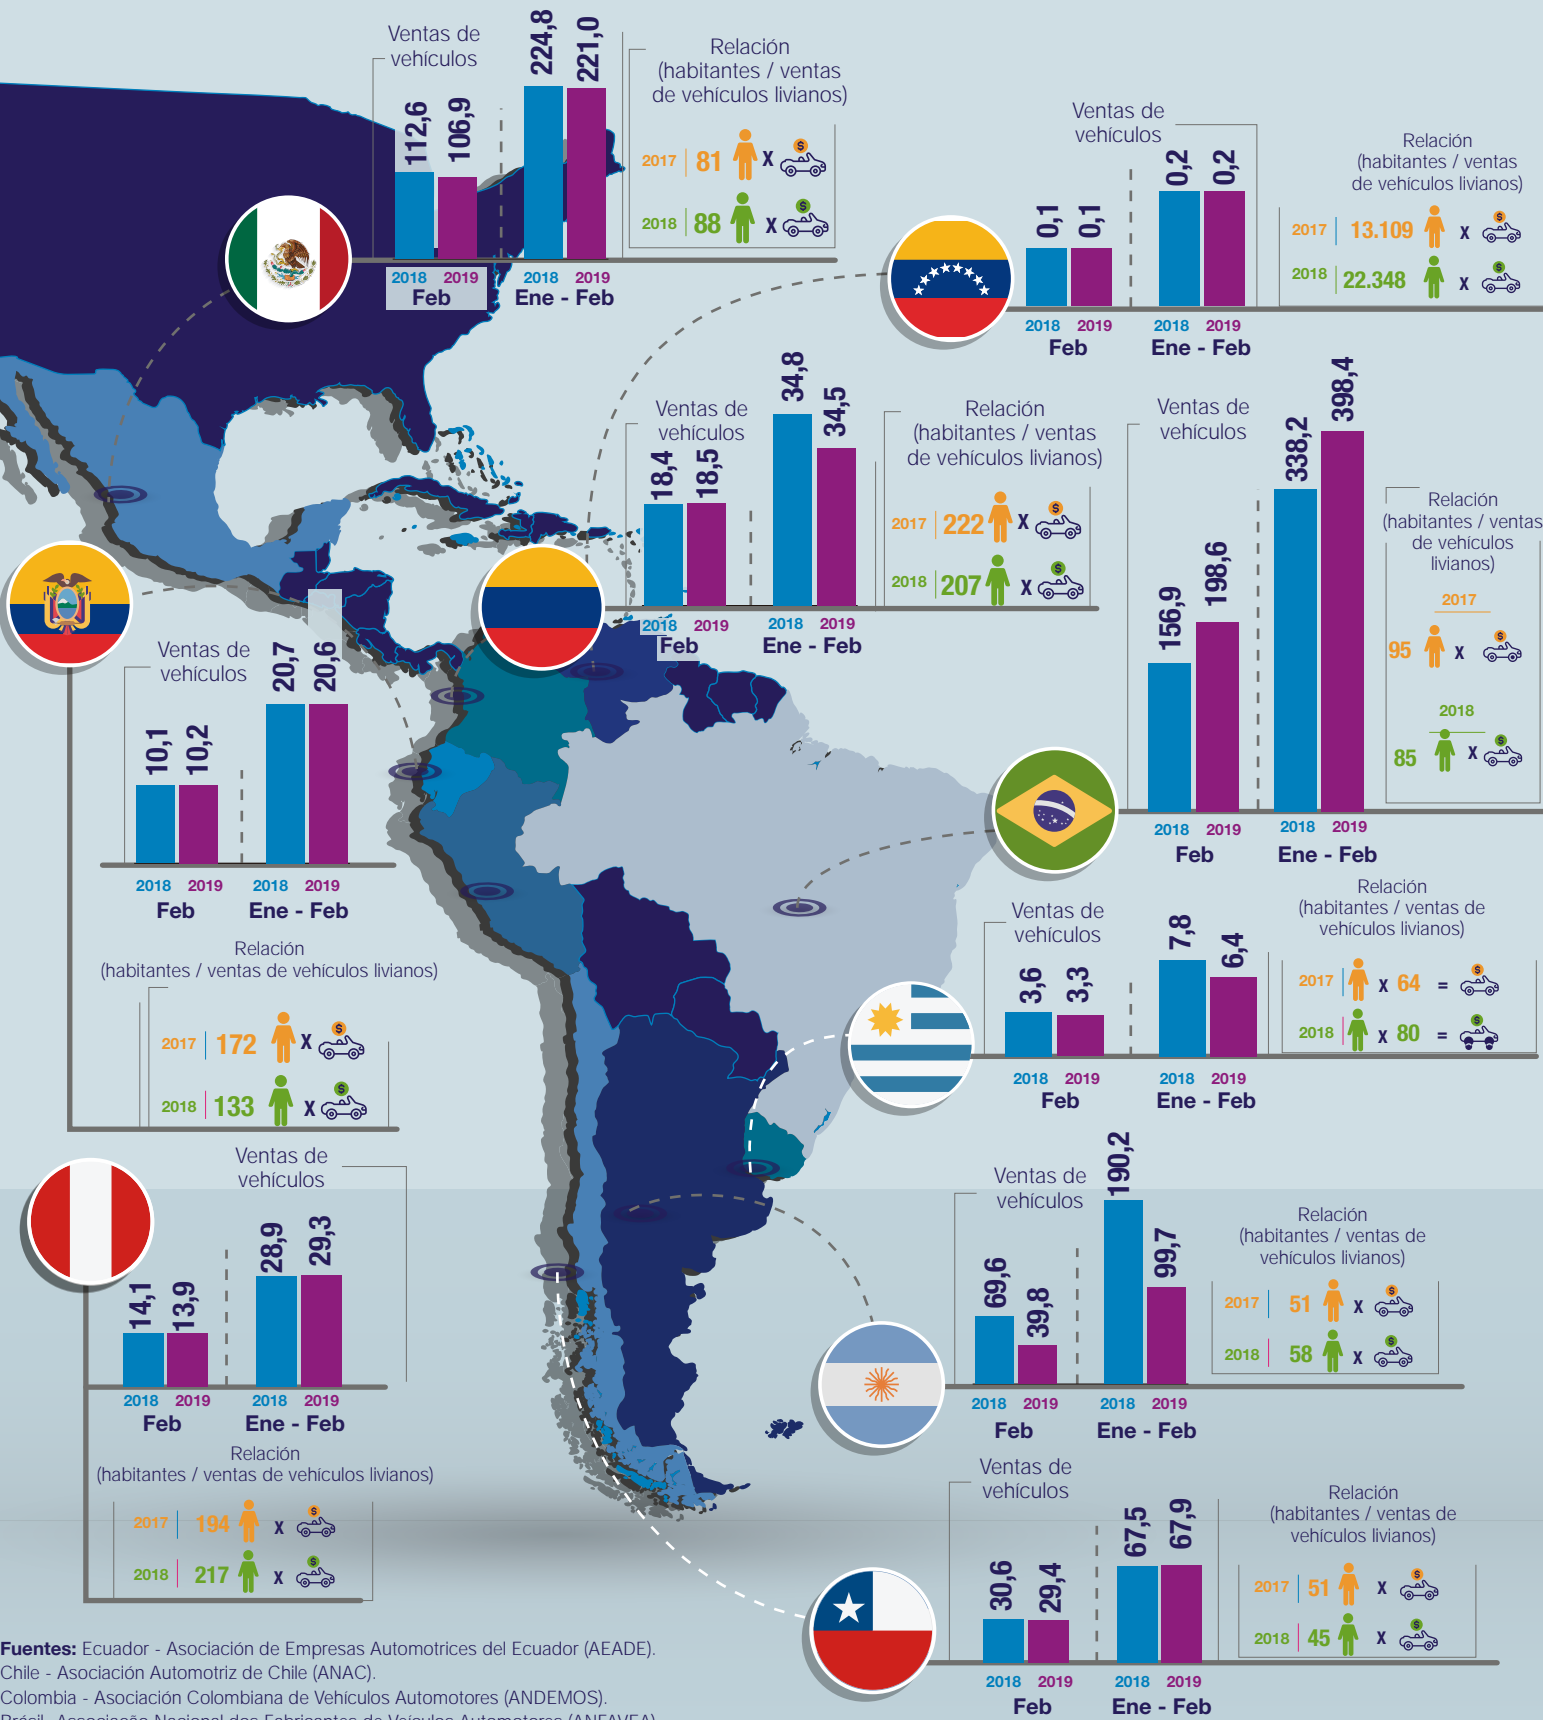 Ventas de
vehículos
112,6
106,9
224,8
221,0
2018
2019
Feb
2018
2019
Ene - Feb
Relación
(habitantes / ventas
de vehículos livianos)
2017 81 X $
2018 88 X $
Ventas de
vehículos
0,1
0,1
0,2
0,2
2018
2019
Feb
2018
2019
Ene - Feb
Relación
(habitantes / ventas
de vehículos livianos)
2017 13.109 X $
2018 22.348 X $
Ventas de
vehículos
18,4
18,5
34,8
34,5
2018
2019
Feb
2018
2019
Ene - Feb
Relación
(habitantes / ventas
de vehículos livianos)
2017 222 X $
2018 207 X $
Ventas de
vehículos
156,9
198,6
338,2
398,4
2018
2019
Feb
2018
2019
Ene - Feb
Relación
(habitantes / ventas
de vehículos
livianos)
2017
95 X $
2018
85 X $
Ventas de
vehículos
10,1
10,2
20,7
20,6
2018
2019
Feb
2018
2019
Ene - Feb
Relación
(habitantes / ventas de vehículos livianos)
2017 172 X $
2018 133 X $
Ventas de
vehículos
3,6
3,3
7,8
6,4
2018
2019
Feb
2018
2019
Ene - Feb
Relación
(habitantes / ventas de
vehículos livianos)
2017 X 64 = $
2018 X 80 = $
Ventas de
vehículos
14,1
13,9
28,9
29,3
2018
2019
Feb
2018
2019
Ene - Feb
Relación
(habitantes / ventas de vehículos livianos)
2017 194 X $
2018 217 X $
Ventas de
vehículos
69,6
39,8
190,2
99,7
2018
2019
Feb
2018
2019
Ene - Feb
Relación
(habitantes / ventas de
vehículos livianos)
2017 51 X $
2018 58 X $
Ventas de
vehículos
30,6
29,4
67,5
67,9
2018
2019
Feb
2018
2019
Ene - Feb
Relación
(habitantes / ventas de
vehículos livianos)
2017 51 X $
2018 45 X $
Fuentes: Ecuador - Asociación de Empresas Automotrices del Ecuador (AEADE).
Chile - Asociación Automotriz de Chile (ANAC).
Colombia - Asociación Colombiana de Vehículos Automotores (ANDEMOS).
Brasil- Associação Nacional dos Fabricantes de Veículos Automotores (ANFAVEA)